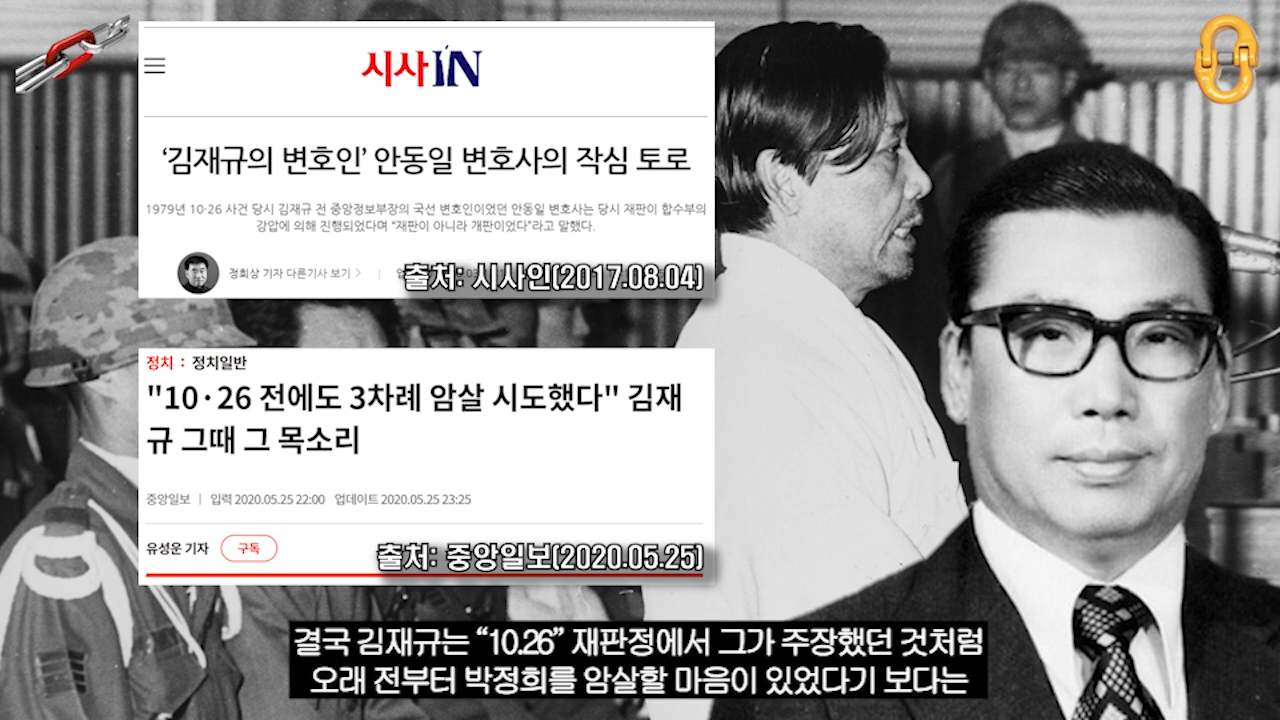 시사IN
‘김재규의 변호인’ 안동일 변호사의 작심 토로
1979년 10·26 사건 당시 김재규 전 중앙정보부장의 국선 변호인이었던 안동일 변호사는 당시 재판이 합수부의
강압에 의해 진행되었다며 “재판이 아니라 개판이었다”라고 말했다.
정희상 기자 다른기사 보기 >
출처: 시사인(2017.08.04)
정치 : 정치일반
"10·26 전에도 3차례 암살 시도했다" 김재
규 그때 그 목소리
중앙일보 | 입력 2020.05.25 22:00 업데이트 2020.05.25 23:25
유성운 기자 구독
출처: 중앙일보(2020.05.25)
결국 김재규는 “10.26” 재판정에서 그가 주장했던 것처럼
오래 전부터 박정희를 암살할 마음이 있었다기 보다는